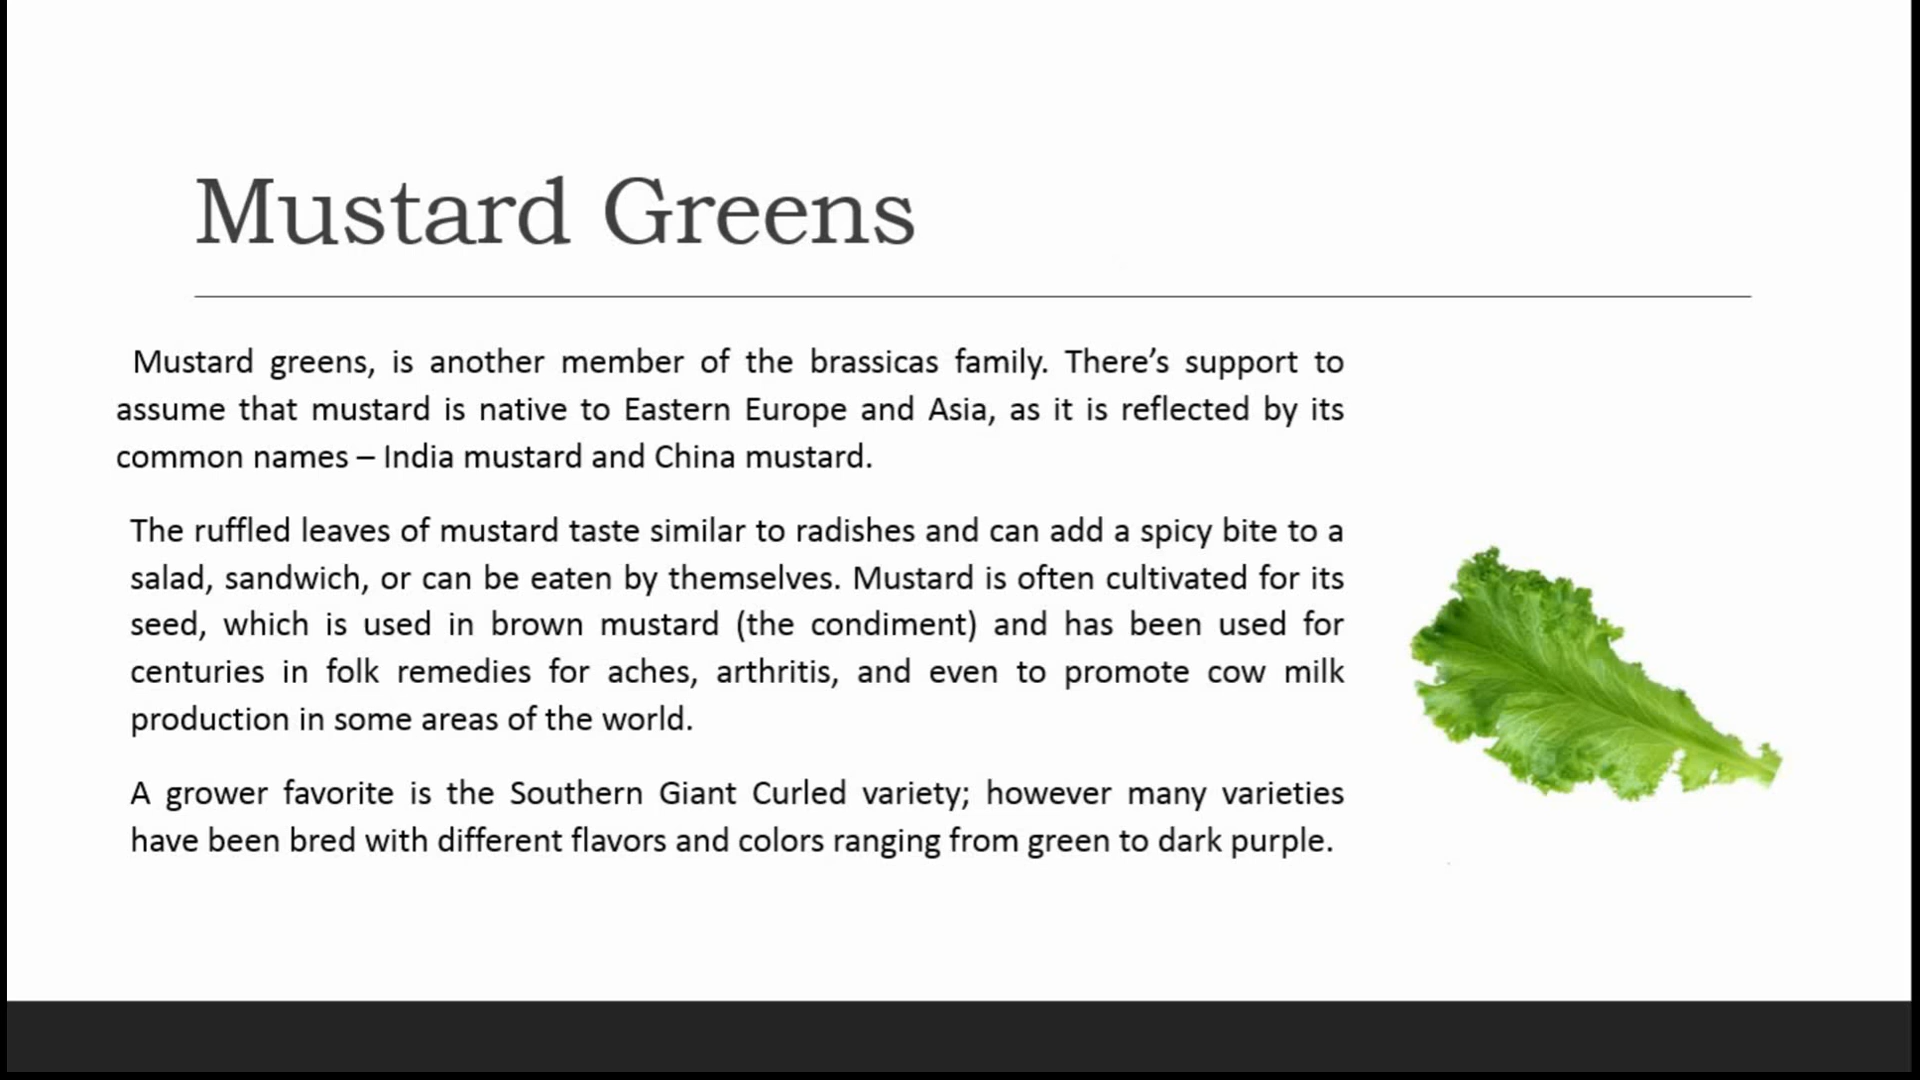 Mustard Greens
Mustard greens, is another member of the brassicas family. There’s support to
assume that mustard is native to Eastern Europe and Asia, as it is reflected by its
common names – India mustard and China mustard.
The ruffled leaves of mustard taste similar to radishes and can add a spicy bite to a
salad, sandwich, or can be eaten by themselves. Mustard is often cultivated for its
seed, which is used in brown mustard (the condiment) and has been used for
centuries in folk remedies for aches, arthritis, and even to promote cow milk
production in some areas of the world.
A grower favorite is the Southern Giant Curled variety; however many varieties
have been bred with different flavors and colors ranging from green to dark purple.